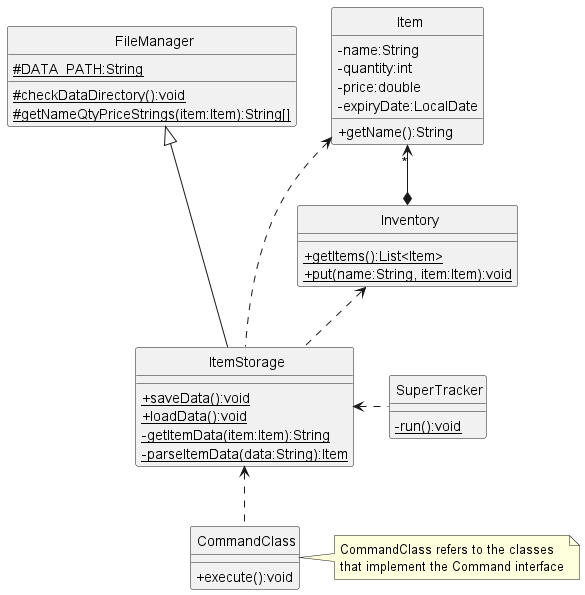 FileManager
#DATA_PATH:String
#checkDataDirectory():void
#getNameQtyPriceStrings(item:Item):String[]
Item
-name:String
-quantity:int
-price:double
-expiryDate:LocalDate
+getName():String
*
Inventory
+getItems():List<Item>
+put(name:String, item:Item):void
ItemStorage
+saveData():void
+loadData():void
-getItemData(item:Item):String
-parseItemData(data:String):Item
SuperTracker
-run():void
CommandClass
+execute():void
CommandClass refers to the classes
that implement the Command interface